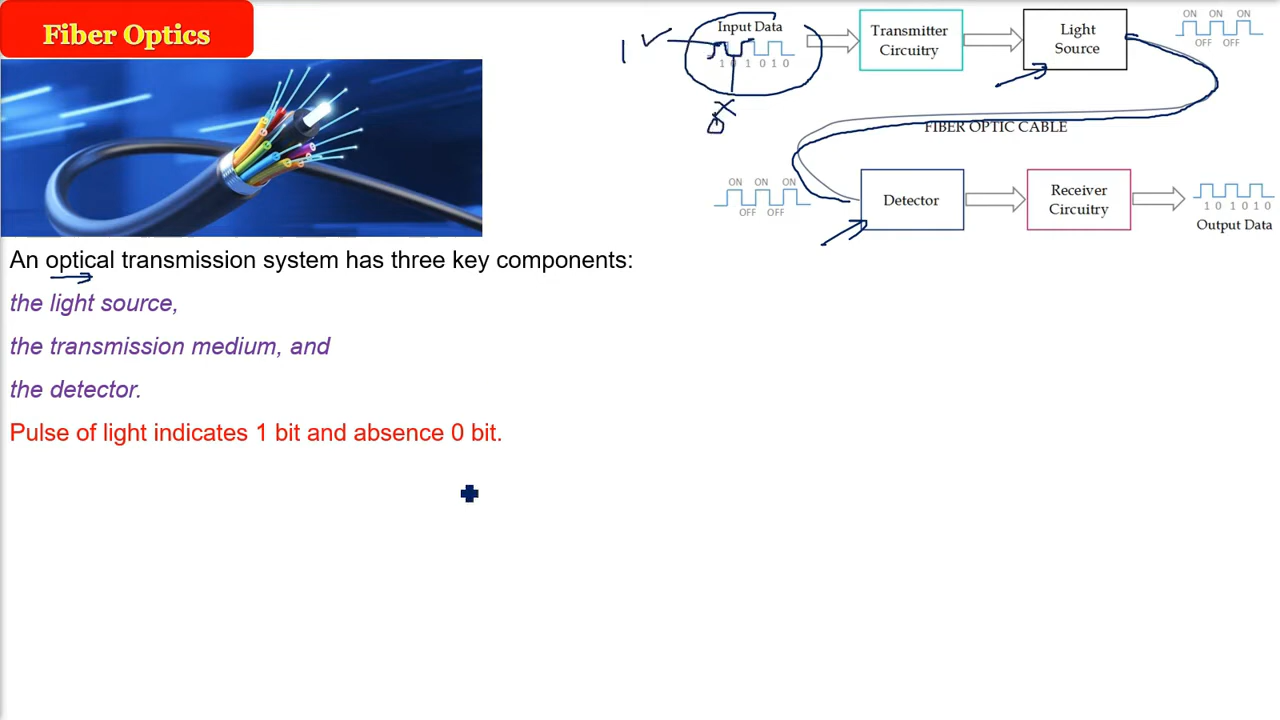 Fiber Optics
Input Data
1 0 1 0 1 0
1
0
Transmitter
Circuitry
Light
Source
ON ON ON
OFF OFF
FIBER OPTIC CABLE
ON ON ON
OFF OFF
Detector
Receiver
Circuitry
1 0 1 0 1 0
Output Data
An optical transmission system has three key components:
the light source,
the transmission medium, and
the detector.
Pulse of light indicates 1 bit and absence 0 bit.